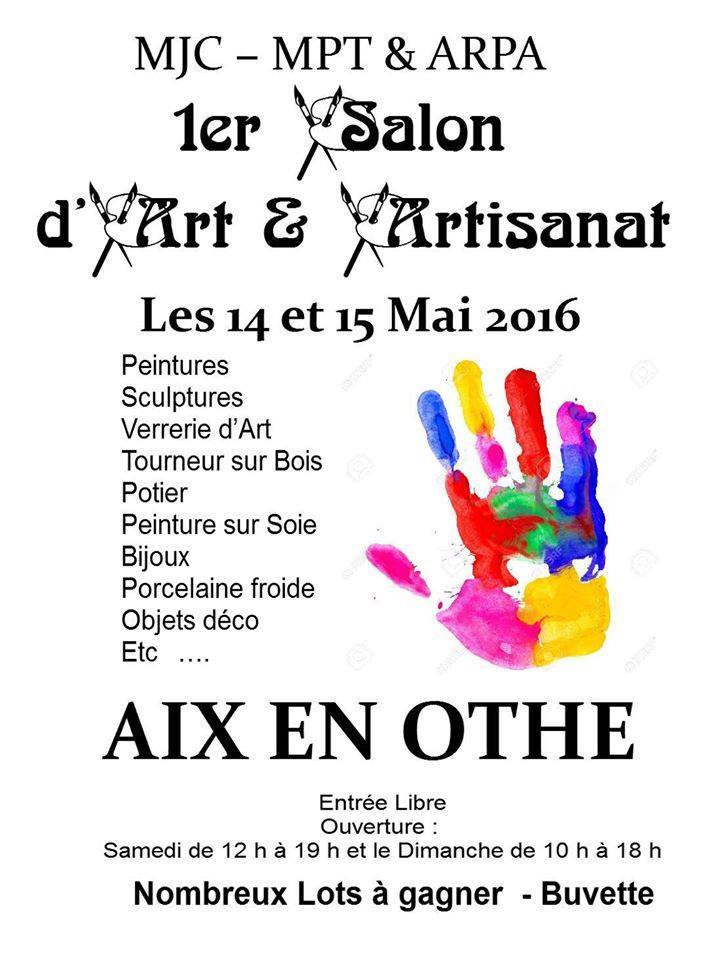 MJC – MPT & ARPA
1er Salon
d'Art & Artisanat
Les 14 et 15 Mai 2016
Peintures
Sculptures
Verrerie d'Art
Tourneur sur Bois
Potier
Peinture sur Soie
Bijoux
Porcelaine froide
Objets déco
Etc ....
AIX EN OTHE
Entrée Libre
Ouverture :
Samedi de 12 h à 19 h et le Dimanche de 10 h à 18 h
Nombreux Lots à gagner - Buvette